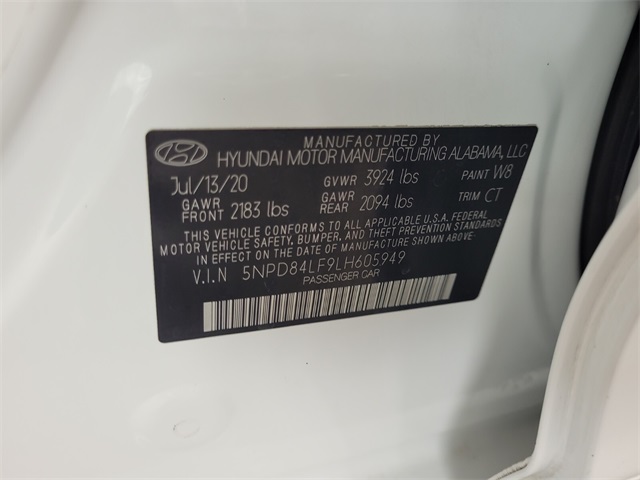 MANUFACTURED BY
HYUNDAI MOTOR MANUFACTURING ALABAMA, LLC
Jul/13/20 GVWR 3924 lbs PAINT W8
GAWR FRONT 2183 lbs GAWR REAR 2094 lbs TRIM CT
THIS VEHICLE CONFORMS TO ALL APPLICABLE U.S.A. FEDERAL
MOTOR VEHICLE SAFETY, BUMPER, AND THEFT PREVENTION STANDARDS
IN EFFECT ON THE DATE OF MANUFACTURE SHOWN ABOVE.
V.I.N 5NPD84LF9LH605949
PASSENGER CAR